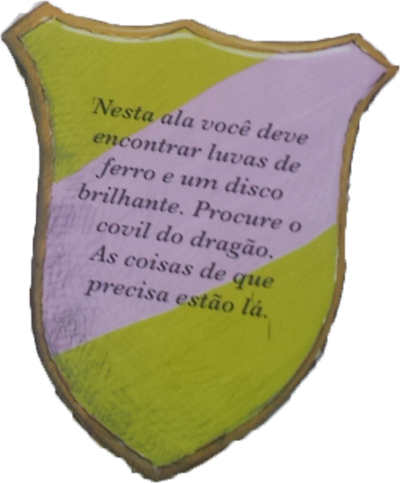 Nesta ala você deve
encontrar luvas de
ferro e um disco
brilhante. Procure o
covil do dragão.
As coisas de que
precisa estão lá.